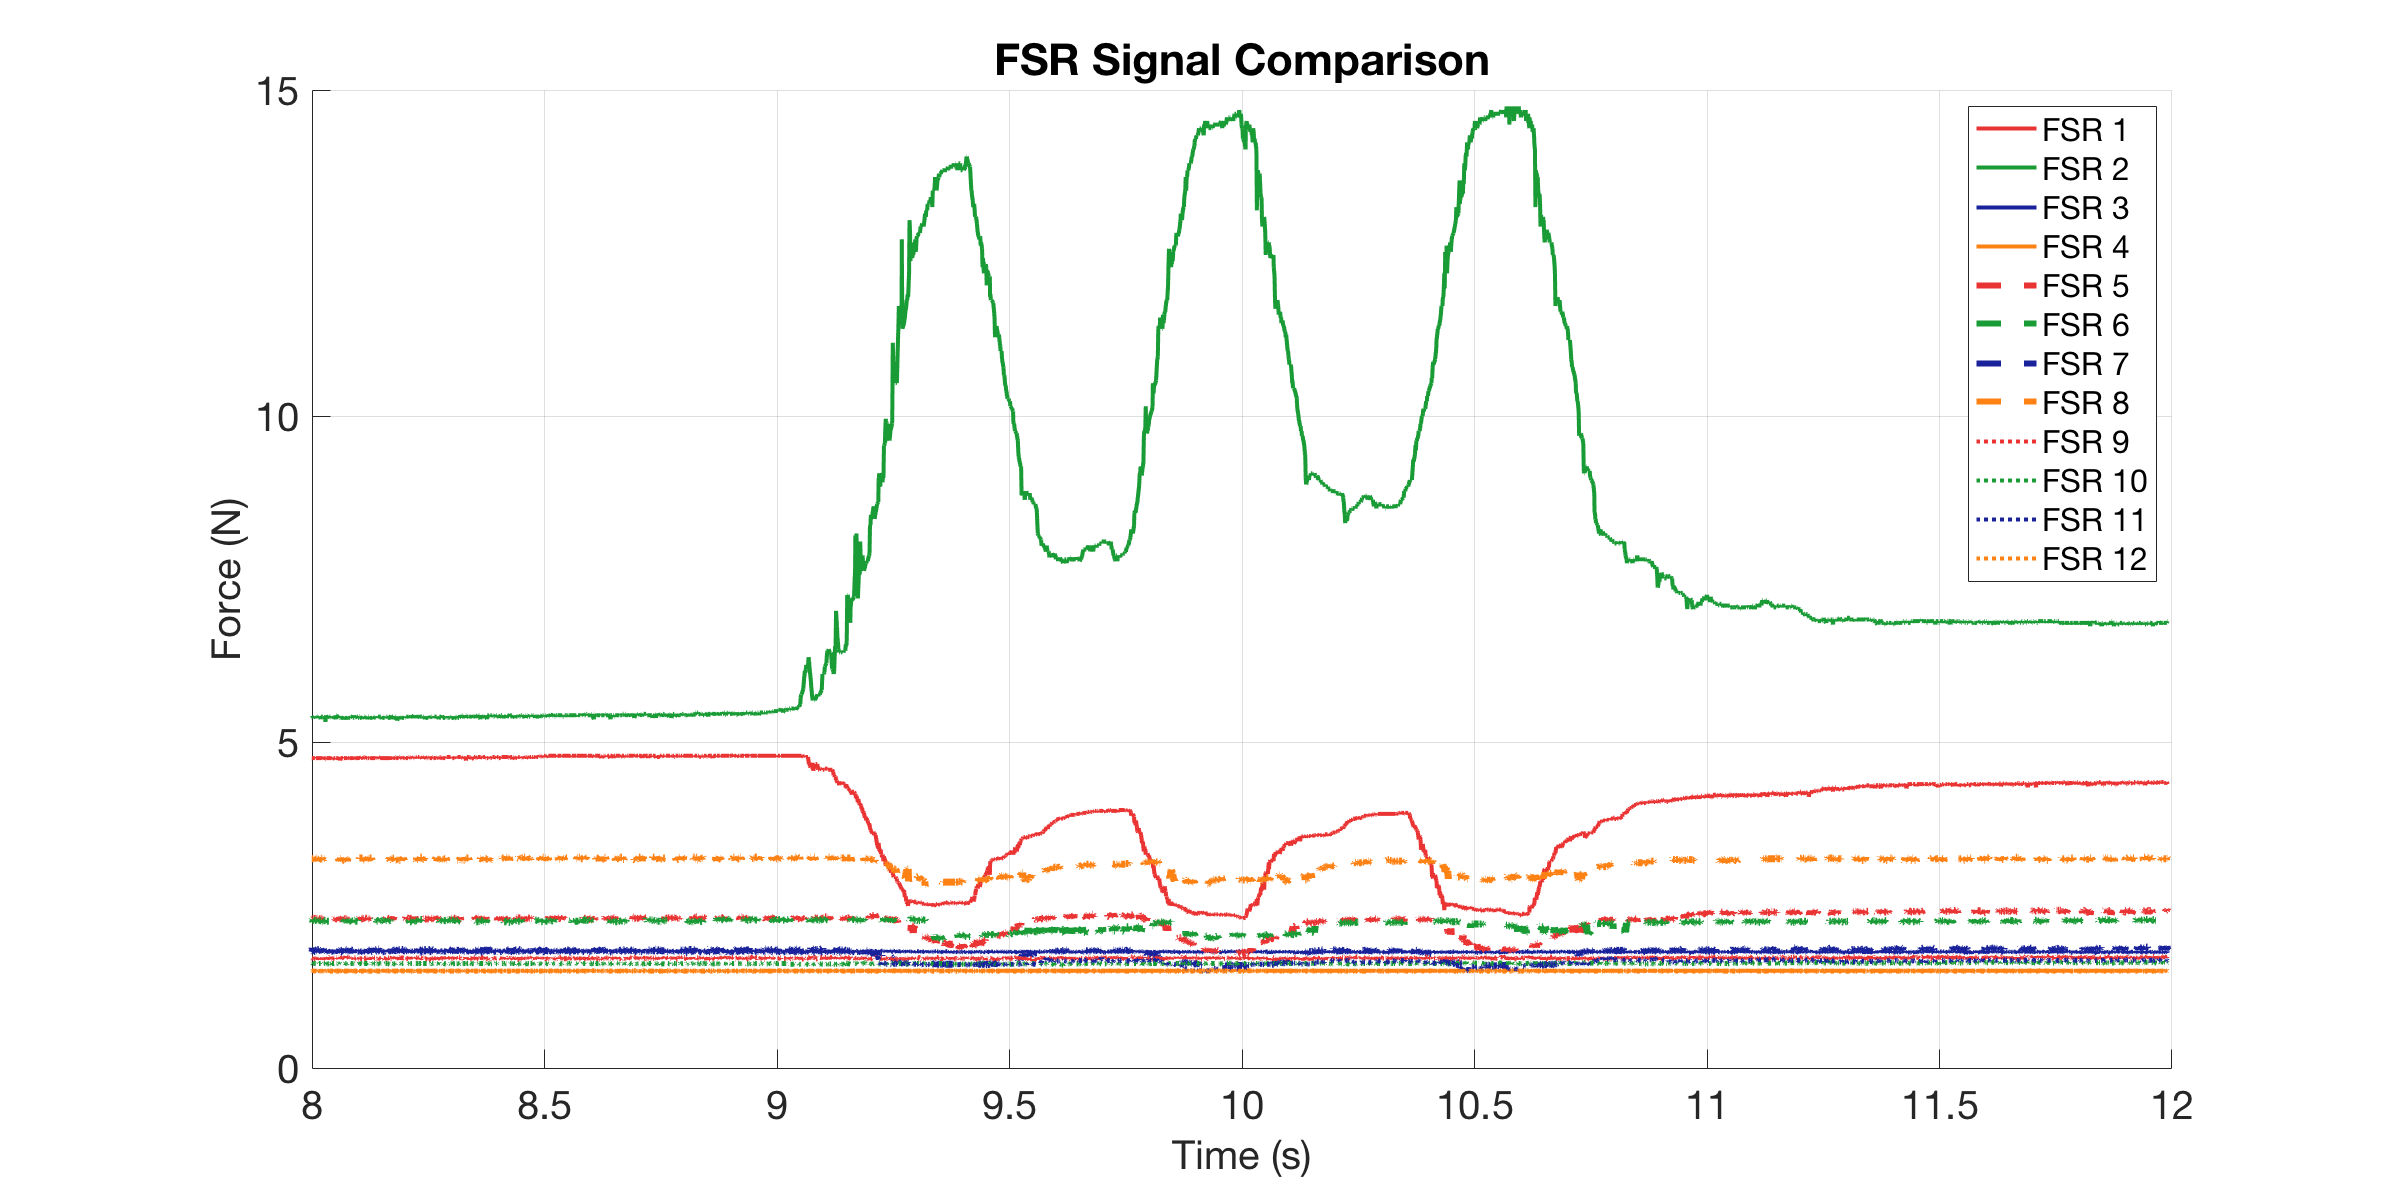 FSR Signal Comparison
15
10
5
0
Force (N)
8
8.5
9
9.5
10
10.5
11
11.5
12
Time (s)
FSR 1
FSR 2
FSR 3
FSR 4
FSR 5
FSR 6
FSR 7
FSR 8
FSR 9
FSR 10
FSR 11
FSR 12